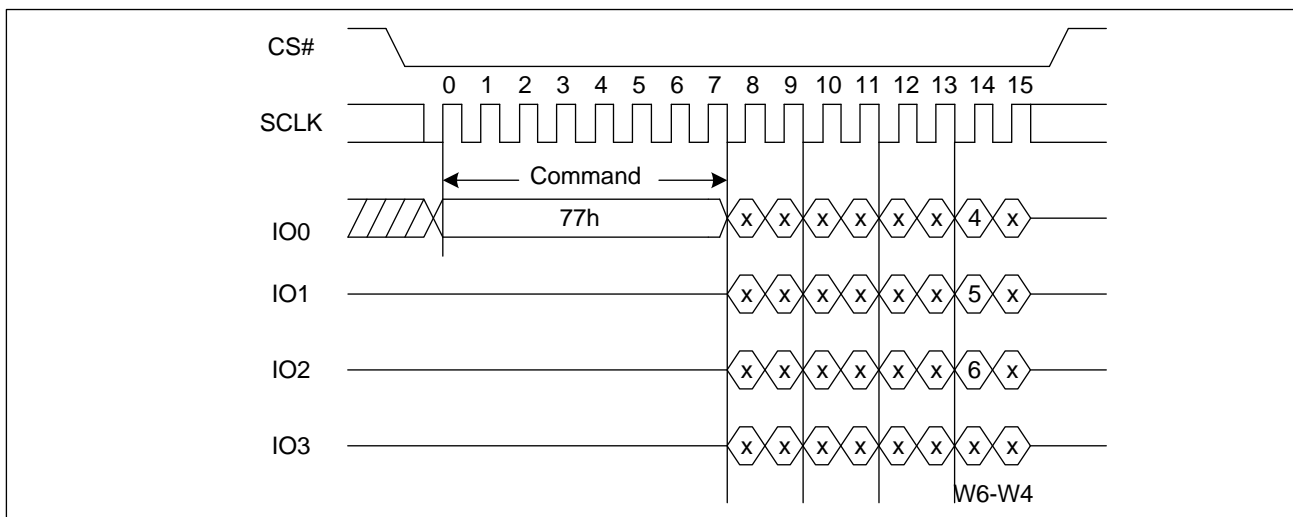 CS#
0 1 2 3 4 5 6 7 8 9 10 11 12 13 14 15
SCLK
Command
IO0 77h x x x x x x 4 x
IO1 x x x x x x 5 x
IO2 x x x x x x 6 x
IO3 x x x x x x x x
W6-W4